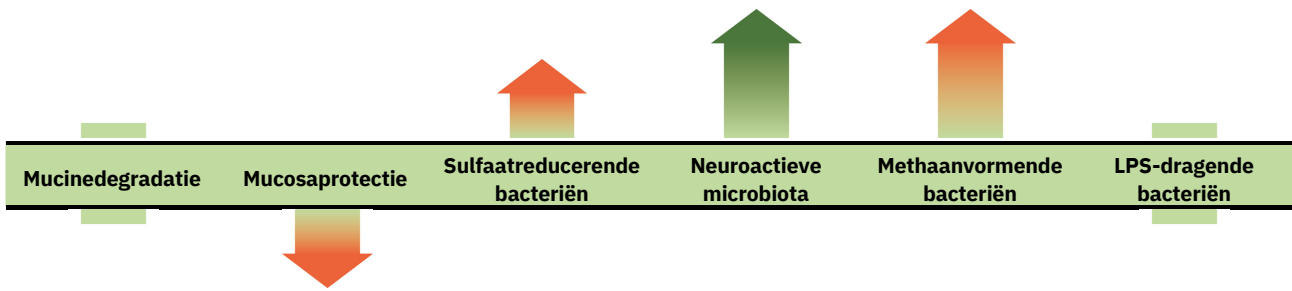 Mucinedegradatie
Mucosaprotectie
Sulfaatreducerende
bacteriën
Neuroactieve
microbiota
Methaanvormende
bacteriën
LPS-dragende
bacteriën